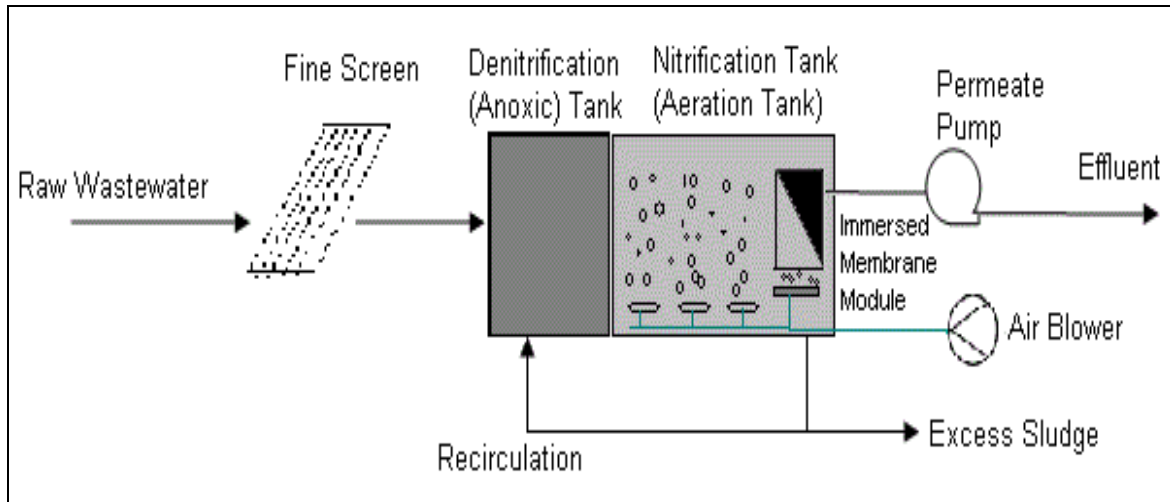 Fine Screen
Denitrification
(Anoxic) Tank
Nitrification Tank
(Aeration Tank)
Permeate
Pump
Effluent
Raw Wastewater
Immersed
Membrane
Module
Air Blower
Recirculation
Excess Sludge